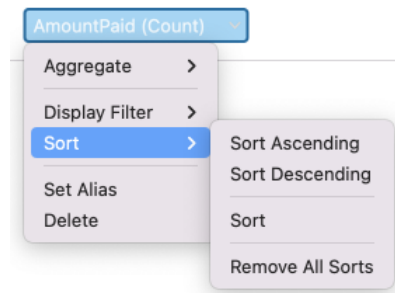 AmountPaid (Count)
Aggregate
Display Filter
Sort
Set Alias
Delete
Sort Ascending
Sort Descending
Sort
Remove All Sorts